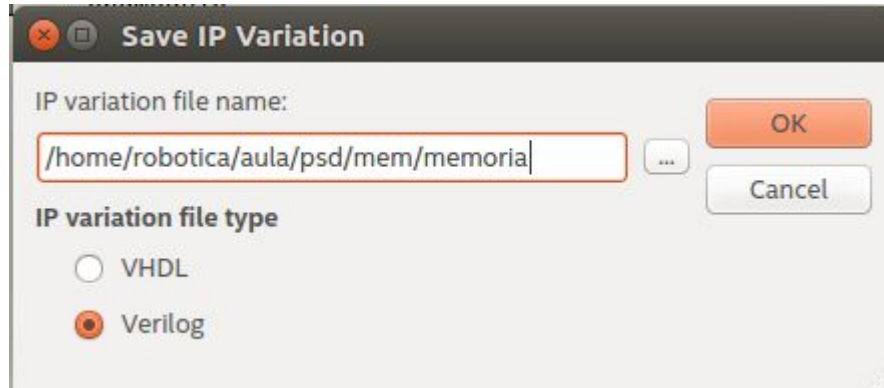 Save IP Variation
IP variation file name:
/home/robotica/aula/psd/mem/memoria
...
OK
Cancel
IP variation file type
VHDL
Verilog